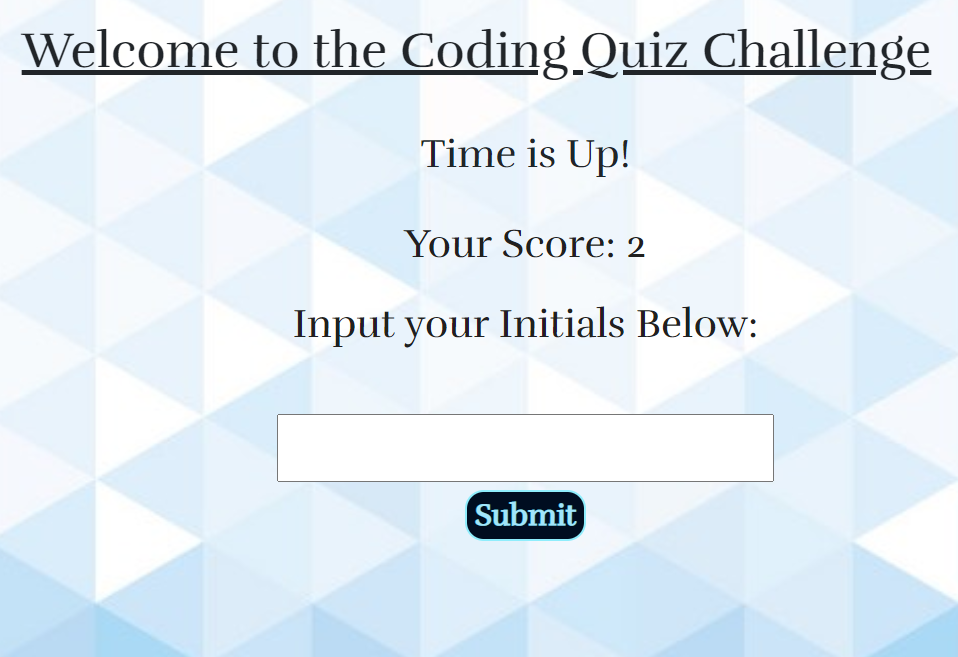 Welcome to the Coding Quiz Challenge
Time is Up!
Your Score: 2
Input your Initials Below:
Submit